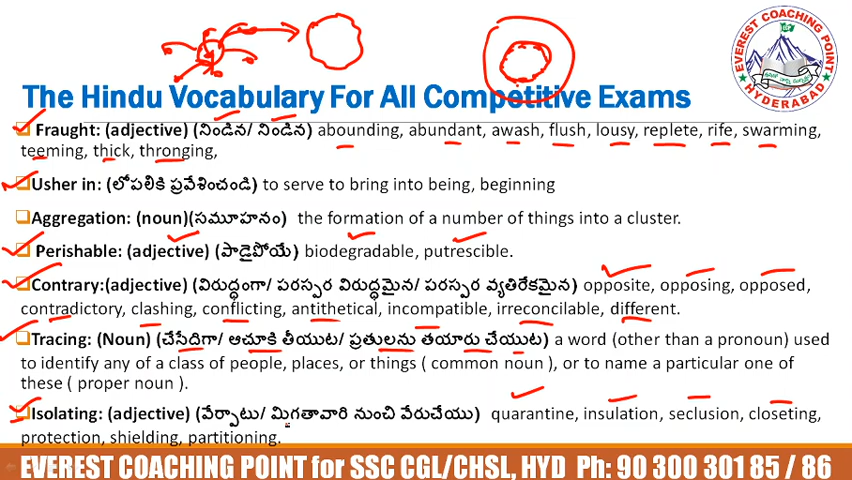 EVEREST COACHING POINT
HYDERABAD
The Hindu Vocabulary For All Competitive Exams
Fraught: (adjective) (నిండిన/ నిండిన) abounding, abundant, awash, flush, lousy, replete, rife, swarming,
teeming, thick, thronging,
Usher in: (లోపలికి ప్రవేశించండి) to serve to bring into being, beginning
Aggregation: (noun)(సమూహనం) the formation of a number of things into a cluster.
Perishable: (adjective) (పాడైపోయే) biodegradable, putrescible.
Contrary:(adjective) (విరుద్ధంగా/ పరస్పర విరుద్ధమైన/ పరస్పర వ్యతిరేకమైన) opposite, opposing, opposed,
contradictory, clashing, conflicting, antithetical, incompatible, irreconcilable, different.
Tracing: (Noun) (చేసేదిగా/ ఆచూకి తీయుట/ ప్రతులను తయారు చేయుట) a word (other than a pronoun) used
to identify any of a class of people, places, or things ( common noun ), or to name a particular one of
these ( proper noun ).
Isolating: (adjective) (వేర్పాటు/ మిగతావారి నుంచి వేరుచేయు) quarantine, insulation, seclusion, closeting,
protection, shielding, partitioning.
EVEREST COACHING POINT for SSC CGL/CHSL, HYD Ph: 90 300 301 85 / 86